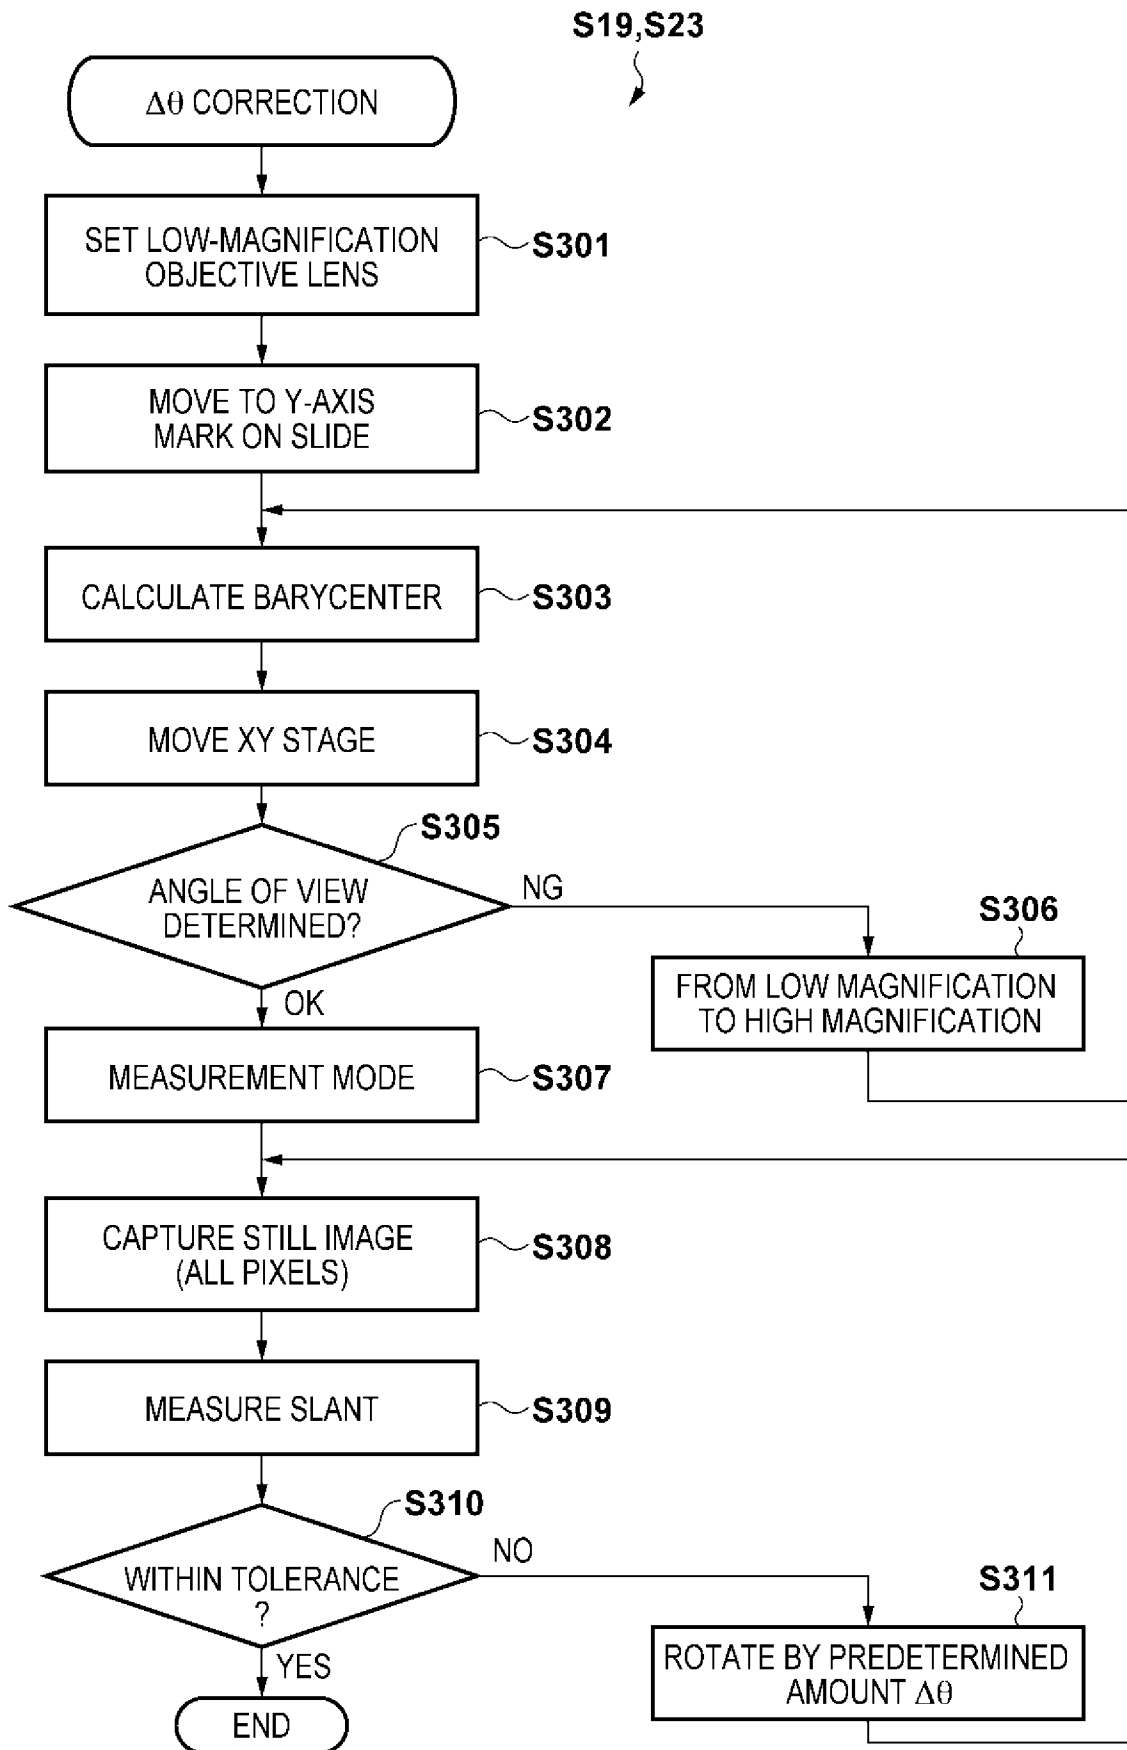 S19,S23
Δθ CORRECTION
SET LOW-MAGNIFICATION
OBJECTIVE LENS
S301
MOVE TO Y-AXIS
MARK ON SLIDE
S302
CALCULATE BARYCENTER
S303
MOVE XY STAGE
S304
S305
ANGLE OF VIEW
DETERMINED?
NG
OK
S306
FROM LOW MAGNIFICATION
TO HIGH MAGNIFICATION
MEASUREMENT MODE
S307
CAPTURE STILL IMAGE
(ALL PIXELS)
S308
MEASURE SLANT
S309
S310
WITHIN TOLERANCE
?
NO
YES
S311
ROTATE BY PREDETERMINED
AMOUNT Δθ
END